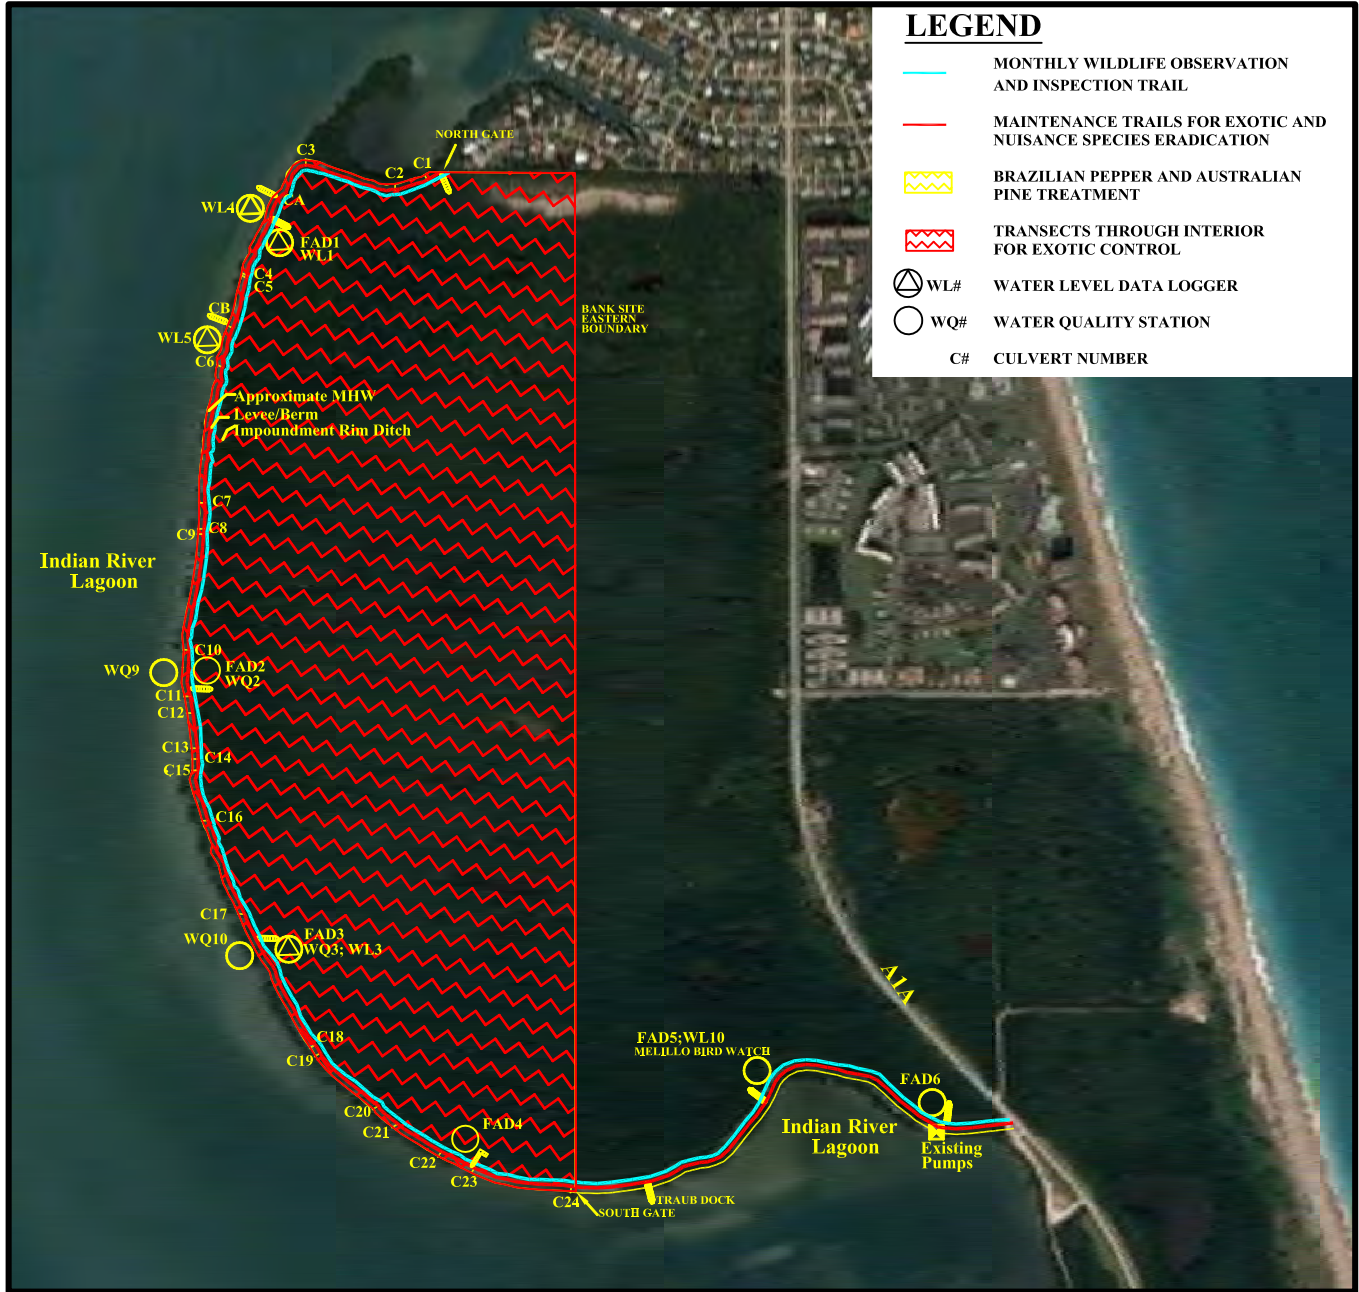 LEGEND
MONTHLY WILDLIFE OBSERVATION
AND INSPECTION TRAIL
MAINTENANCE TRAILS FOR EXOTIC AND
NUISANCE SPECIES ERADICATION
BRAZILIAN PEPPER AND AUSTRALIAN
PINE TREATMENT
TRANSECTS THROUGH INTERIOR
FOR EXOTIC CONTROL
WL# WATER LEVEL DATA LOGGER
WQ# WATER QUALITY STATION
C# CULVERT NUMBER
NORTH GATE
C3
C2
C1
CA
WL4
FAD1
WL1
C4
C5
CB
WL5
C6
BANK SITE
EASTERN
BOUNDARY
Approximate MHW
Levee/Berm
Impoundment Rim Ditch
C7
C9
C8
Indian River
Lagoon
C10
WQ9
FAD2
WQ2
C11
C12
C13
C14
C15
C16
C17
WQ10
FAD3
WQ3; WL3
A1A
C18
C19
FAD5;WL10
MELILLO BIRD WATCH
FAD6
C20
C21
FAD4
Indian River
Lagoon
Existing
Pumps
C22
C23
C24
TRAUB DOCK
SOUTH GATE